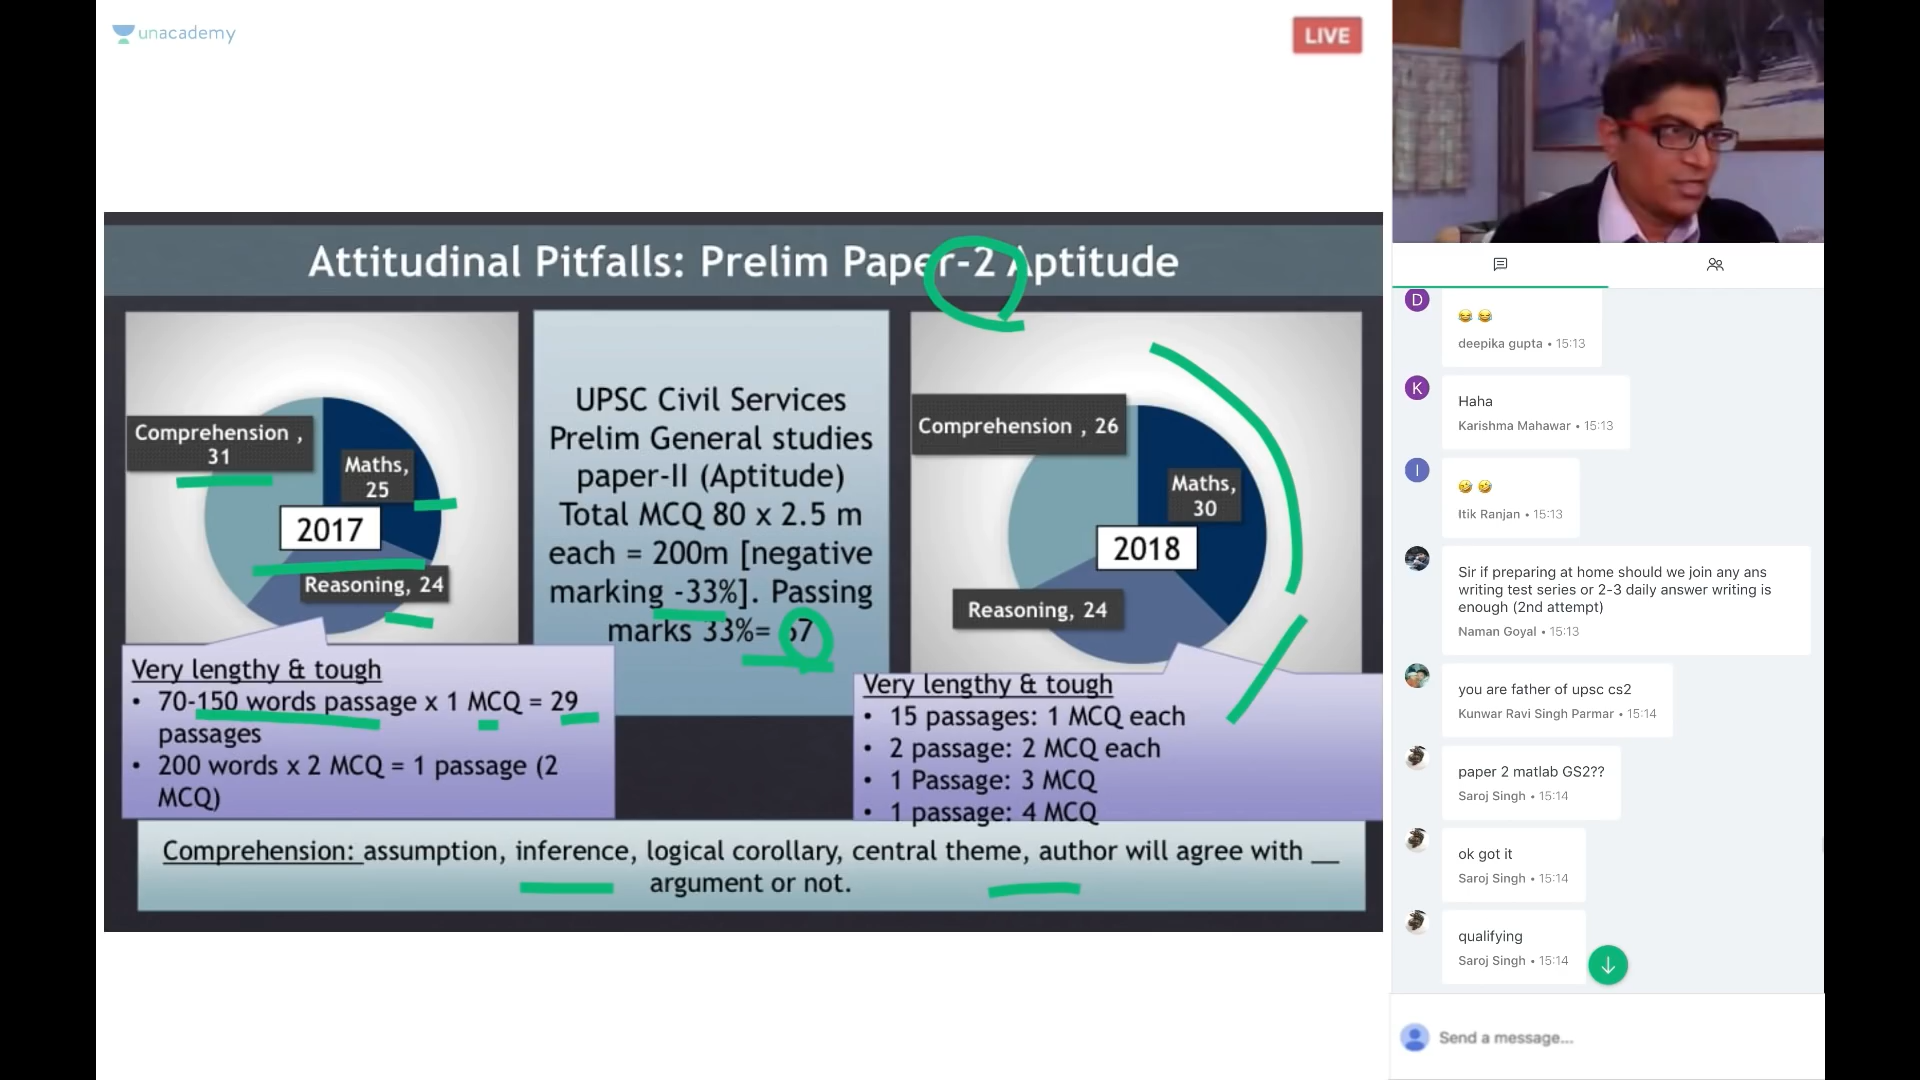 unacademy
LIVE
Attitudinal Pitfalls: Prelim Paper-2 Aptitude
Comprehension ,
31
Maths,
25
2017
Reasoning, 24
UPSC Civil Services
Prelim General studies
paper-II (Aptitude)
Total MCQ 80 x 2.5 m
each = 200m [negative
marking -33%]. Passing
marks 33%= 67
Comprehension , 26
Maths,
30
2018
Reasoning, 24
Very lengthy & tough
• 70-150 words passage x 1 MCQ = 29
passages
• 200 words x 2 MCQ = 1 passage (2
MCQ)
Very lengthy & tough
• 15 passages: 1 MCQ each
• 2 passage: 2 MCQ each
• 1 Passage: 3 MCQ
• 1 passage: 4 MCQ
Comprehension: assumption, inference, logical corollary, central theme, author will agree with __
argument or not.
D
😂 😂
deepika gupta • 15:13
K
Haha
Karishma Mahawar • 15:13
I
🤣 🤣
Itik Ranjan • 15:13
Sir if preparing at home should we join any ans
writing test series or 2-3 daily answer writing is
enough (2nd attempt)
Naman Goyal • 15:13
you are father of upsc cs2
Kunwar Ravi Singh Parmar • 15:14
paper 2 matlab GS2??
Saroj Singh • 15:14
ok got it
Saroj Singh • 15:14
qualifying
Saroj Singh • 15:14
Send a message...